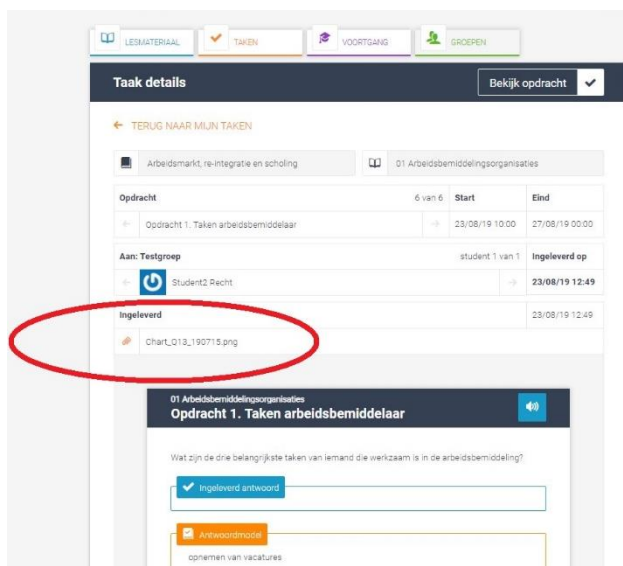 LESMATERIAAL TAKEN VOORTGANG GROEPEN
Taak details Bekijk opdracht
TERUG NAAR MIJN TAKEN
Arbeidsmarkt, re-integratie en scholing 01 Arbeidsbemiddelingsorganisaties
Opdracht 6 van 6 Start Eind
Opdracht 1. Taken arbeidsbemiddelaar 23/08/19 10:00 27/08/19 00:00
Aan: Testgroep student 1 van 1 Ingeleverd op
Student2 Recht 23/08/19 12:49
Ingeleverd 23/08/19 12:49
Chart_Q13_190715.png
01 Arbeidsbemiddelingsorganisaties
Opdracht 1. Taken arbeidsbemiddelaar
Wat zijn de drie belangrijkste taken van iemand die werkzaam is in de arbeidsbemiddeling?
Ingeleverd antwoord
Antwoordmodel
opnemen van vacatures